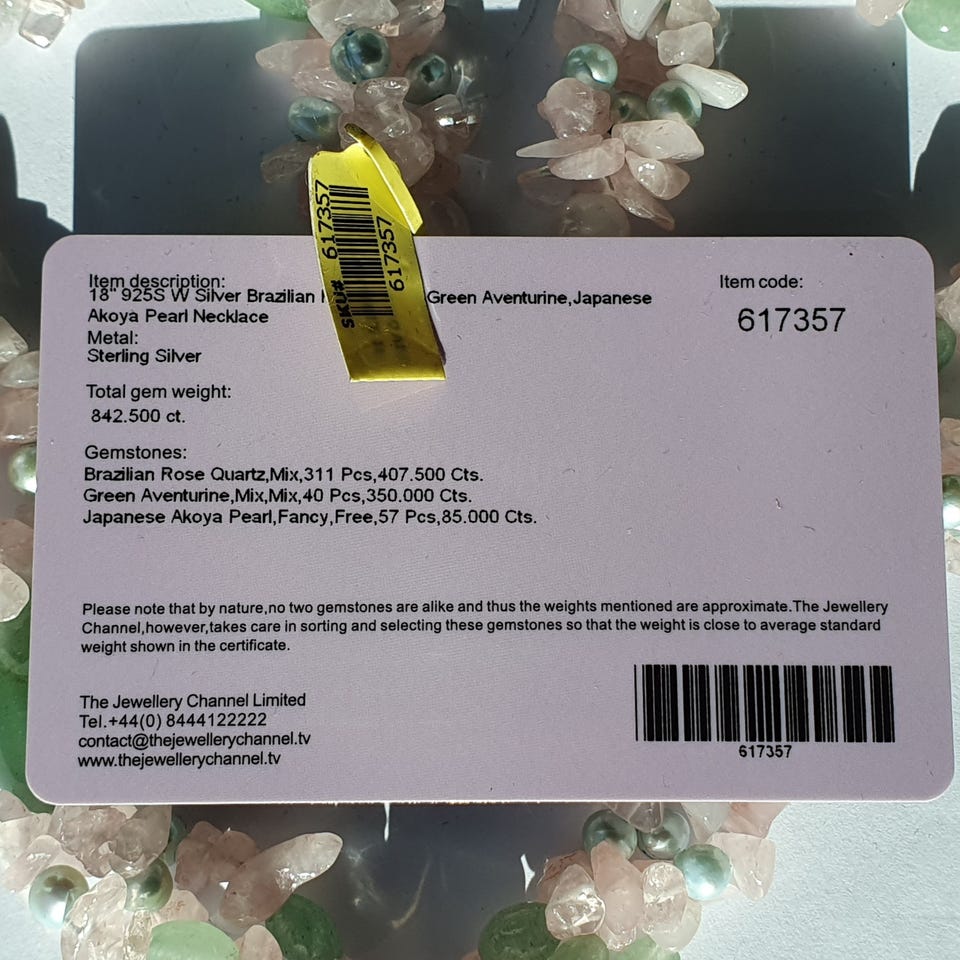 Item description:
18" 925S W Silver Brazilian Green Aventurine,Japanese
Akoya Pearl Necklace
Metal:
Sterling Silver
Total gem weight:
842.500 ct.
Gemstones:
Brazilian Rose Quartz,Mix,311 Pcs,407.500 Cts.
Green Aventurine,Mix,Mix,40 Pcs,350.000 Cts.
Japanese Akoya Pearl,Fancy,Free,57 Pcs,85.000 Cts.
Item code:
617357
SKU# 617357
617357
Please note that by nature,no two gemstones are alike and thus the weights mentioned are approximate.The Jewellery
Channel,however,takes care in sorting and selecting these gemstones so that the weight is close to average standard
weight shown in the certificate.
The Jewellery Channel Limited
Tel.+44(0) 8444122222
contact@thejewellerychannel.tv
www.thejewellerychannel.tv
617357